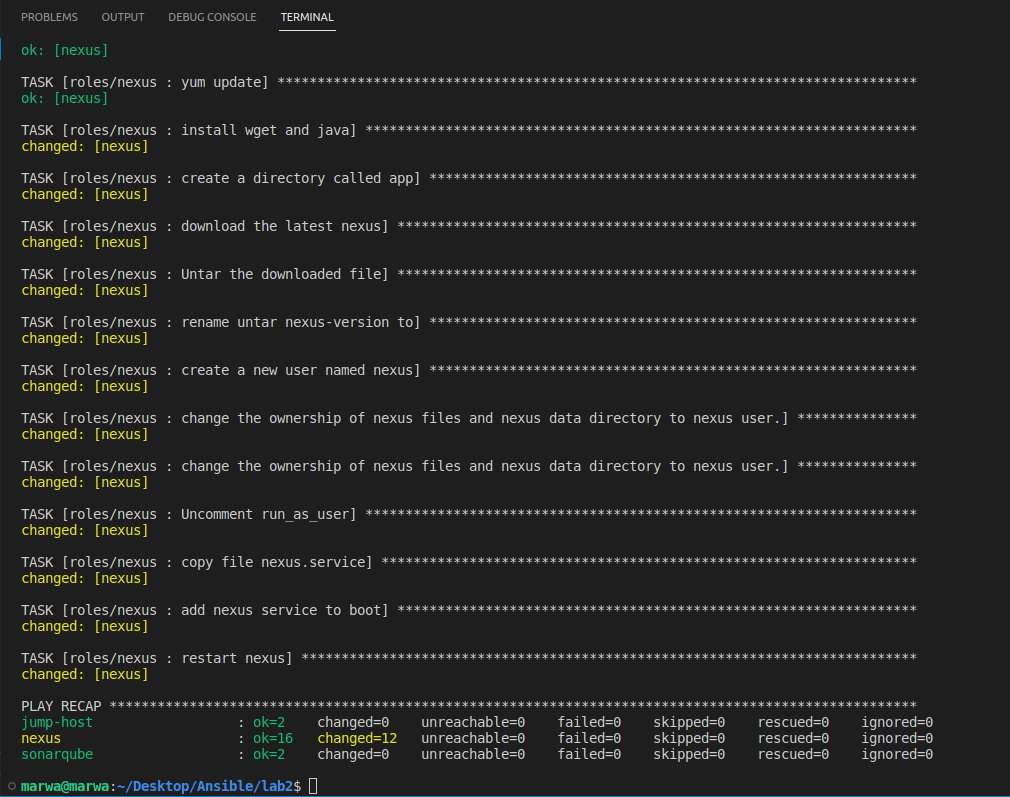 PROBLEMS OUTPUT DEBUG CONSOLE TERMINAL
ok: [nexus]
TASK [roles/nexus : yum update] ********************************************************************************
ok: [nexus]
TASK [roles/nexus : install wget and java] *********************************************************************
changed: [nexus]
TASK [roles/nexus : create a directory called app] *************************************************************
changed: [nexus]
TASK [roles/nexus : download the latest nexus] *****************************************************************
changed: [nexus]
TASK [roles/nexus : Untar the downloaded file] *****************************************************************
changed: [nexus]
TASK [roles/nexus : rename untar nexus-version to] *************************************************************
changed: [nexus]
TASK [roles/nexus : create a new user named nexus] *************************************************************
changed: [nexus]
TASK [roles/nexus : change the ownership of nexus files and nexus data directory to nexus user.] ***************
changed: [nexus]
TASK [roles/nexus : change the ownership of nexus files and nexus data directory to nexus user.] ***************
changed: [nexus]
TASK [roles/nexus : Uncomment run_as_user] *********************************************************************
changed: [nexus]
TASK [roles/nexus : copy file nexus.service] *******************************************************************
changed: [nexus]
TASK [roles/nexus : add nexus service to boot] *****************************************************************
changed: [nexus]
TASK [roles/nexus : restart nexus] *****************************************************************************
changed: [nexus]
PLAY RECAP *****************************************************************************************************
jump-host : ok=2 changed=0 unreachable=0 failed=0 skipped=0 rescued=0 ignored=0
nexus : ok=16 changed=12 unreachable=0 failed=0 skipped=0 rescued=0 ignored=0
sonarqube : ok=2 changed=0 unreachable=0 failed=0 skipped=0 rescued=0 ignored=0
marwa@marwa:~/Desktop/Ansible/lab2$